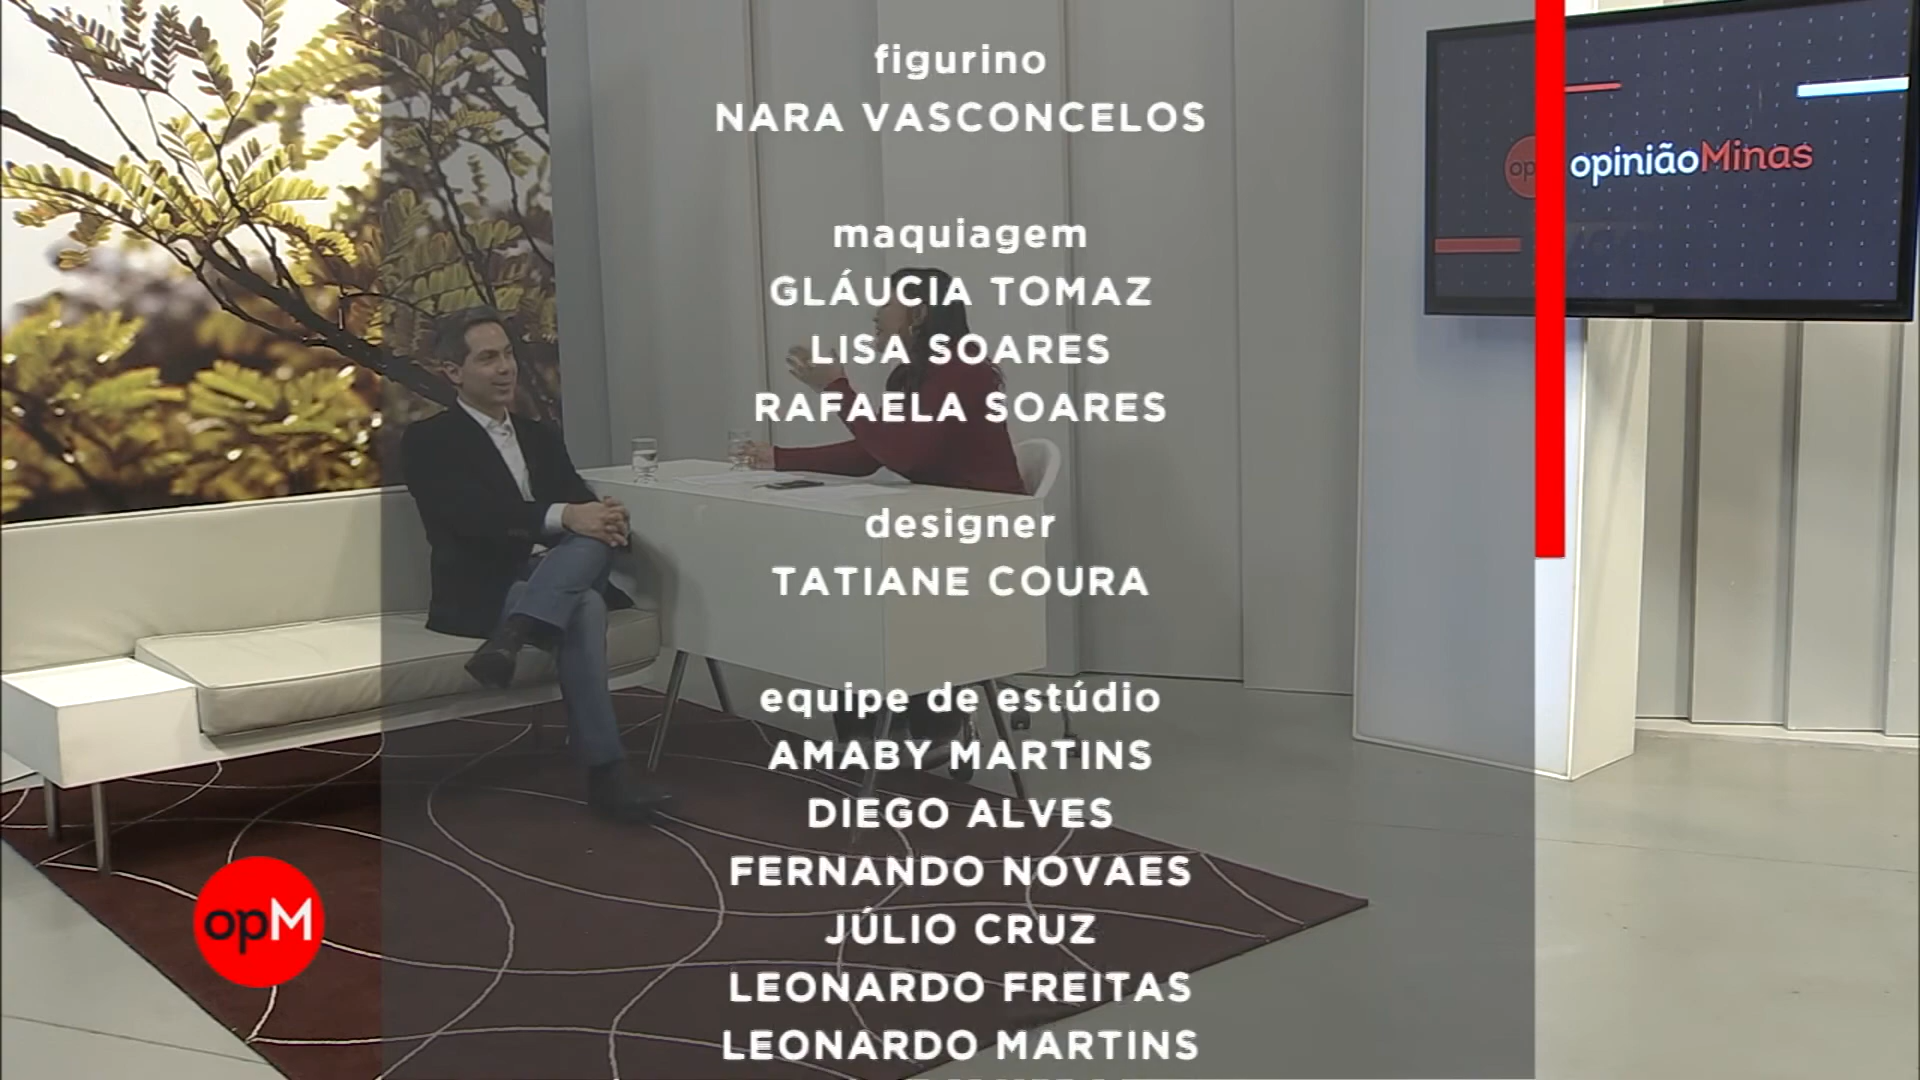 figurino
NARA VASCONCELOS
maquiagem
GLÁUCIA TOMAZ
LISA SOARES
RAFAELA SOARES
designer
TATIANE COURA
equipe de estúdio
AMABY MARTINS
DIEGO ALVES
FERNANDO NOVAES
JÚLIO CRUZ
LEONARDO FREITAS
LEONARDO MARTINS
op
opiniãoMinas
opM